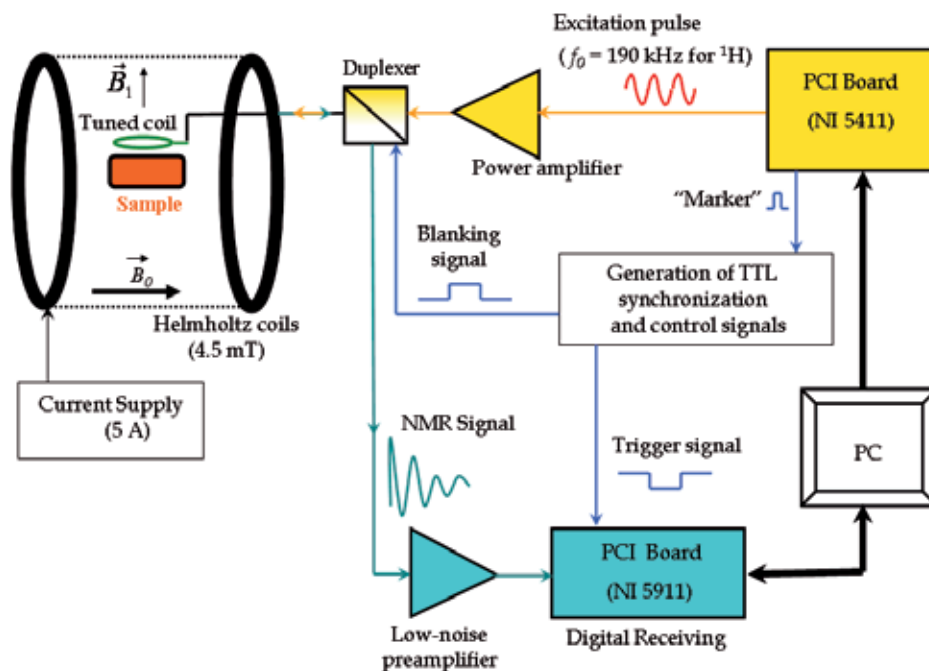 Excitation pulse
(f₀ = 190 kHz for ¹H)
Duplexer
PCI Board
(NI 5411)
B⃗₁
Tuned coil
Sample
Power amplifier
"Marker"
Blanking
signal
Generation of TTL
synchronization
and control signals
B⃗₀
Helmholtz coils
(4.5 mT)
Current Supply
(5 A)
NMR Signal
Trigger signal
PC
PCI Board
(NI 5911)
Low-noise
preamplifier
Digital Receiving